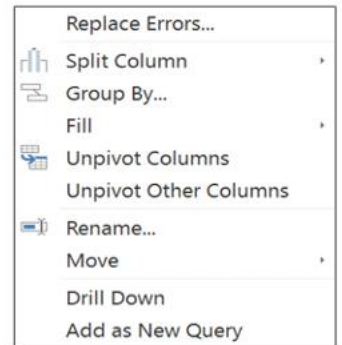 Replace Errors...
Split Column
Group By...
Fill
Unpivot Columns
Unpivot Other Columns
Rename...
Move
Drill Down
Add as New Query